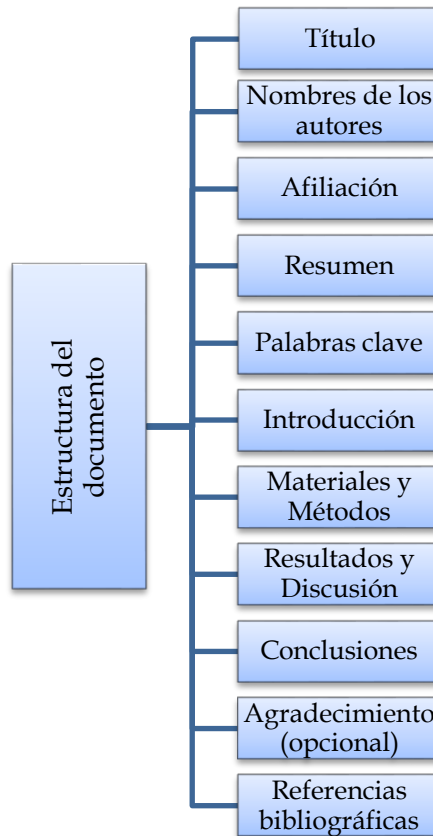 Estructura del
documento
Título
Nombres de los
autores
Afiliación
Resumen
Palabras clave
Introducción
Materiales y
Métodos
Resultados y
Discusión
Conclusiones
Agradecimiento
(opcional)
Referencias
bibliográficas